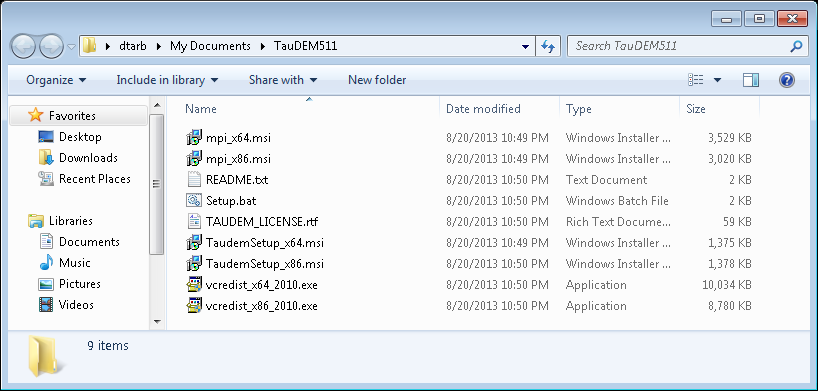 dtarb My Documents TauDEM511 Search TauDEM511
Organize Include in library Share with New folder
Name Date modified Type Size
Favorites
Desktop
Downloads
Recent Places
Libraries
Documents
Music
Pictures
Videos
mpi_x64.msi 8/20/2013 10:49 PM Windows Installer ... 3,529 KB
mpi_x86.msi 8/20/2013 10:49 PM Windows Installer ... 3,020 KB
README.txt 8/20/2013 10:50 PM Text Document 2 KB
Setup.bat 8/20/2013 10:50 PM Windows Batch File 2 KB
TAUDEM_LICENSE.rtf 8/20/2013 10:50 PM Rich Text Docume... 59 KB
TaudemSetup_x64.msi 8/20/2013 10:49 PM Windows Installer ... 1,375 KB
TaudemSetup_x86.msi 8/20/2013 10:50 PM Windows Installer ... 1,378 KB
vcredist_x64_2010.exe 8/20/2013 10:50 PM Application 10,034 KB
vcredist_x86_2010.exe 8/20/2013 10:50 PM Application 8,780 KB
9 items